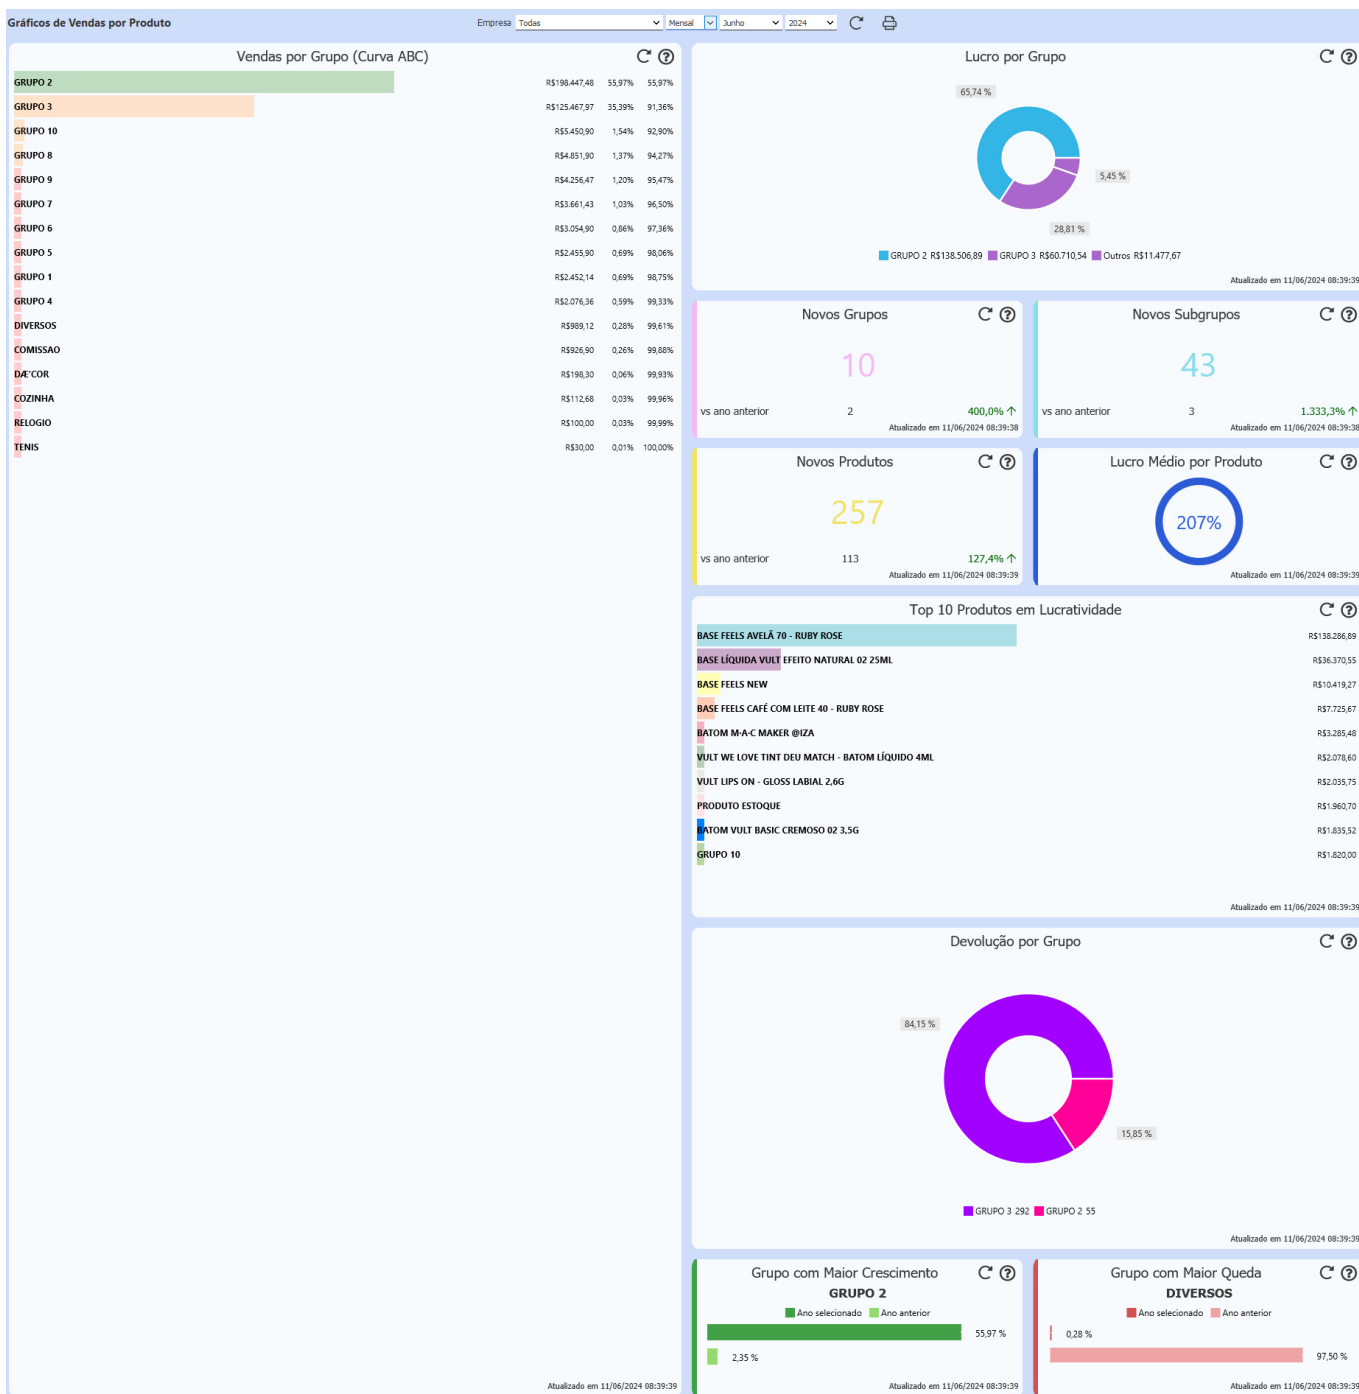 Gráficos de Vendas por Produto
Empresa Todas Mensal Junho 2024
Vendas por Grupo (Curva ABC)
GRUPO 2 R$198.447,48 55,97% 55,97%
GRUPO 3 R$125.467,97 35,39% 91,36%
GRUPO 10 R$5.450,90 1,54% 92,90%
GRUPO 8 R$4.851,90 1,37% 94,27%
GRUPO 9 R$4.256,47 1,20% 95,47%
GRUPO 7 R$3.661,43 1,03% 96,50%
GRUPO 6 R$3.054,90 0,86% 97,36%
GRUPO 5 R$2.455,90 0,69% 98,06%
GRUPO 1 R$2.452,14 0,69% 98,75%
GRUPO 4 R$2.076,36 0,59% 99,33%
DIVERSOS R$989,12 0,28% 99,61%
COMISSAO R$926,90 0,26% 99,88%
DÆ'COR R$198,30 0,06% 99,93%
COZINHA R$112,68 0,03% 99,96%
RELOGIO R$100,00 0,03% 99,99%
TENIS R$30,00 0,01% 100,00%
Atualizado em 11/06/2024 08:39:39
Lucro por Grupo
65,74 %
5,45 %
28,81 %
GRUPO 2 R$138.506,89 GRUPO 3 R$60.710,54 Outros R$11.477,67
Atualizado em 11/06/2024 08:39:39
Novos Grupos
10
vs ano anterior 2 400,0% ↑
Atualizado em 11/06/2024 08:39:38
Novos Subgrupos
43
vs ano anterior 3 1.333,3% ↑
Atualizado em 11/06/2024 08:39:38
Novos Produtos
257
vs ano anterior 113 127,4% ↑
Atualizado em 11/06/2024 08:39:39
Lucro Médio por Produto
207%
Atualizado em 11/06/2024 08:39:39
Top 10 Produtos em Lucratividade
BASE FEELS AVELÃ 70 - RUBY ROSE R$138.286,89
BASE LÍQUIDA VULT EFEITO NATURAL 02 25ML R$36.370,55
BASE FEELS NEW R$10.419,27
BASE FEELS CAFÉ COM LEITE 40 - RUBY ROSE R$7.725,67
BATOM M·A·C MAKER @IZA R$3.285,48
VULT WE LOVE TINT DEU MATCH - BATOM LÍQUIDO 4ML R$2.078,60
VULT LIPS ON - GLOSS LABIAL 2,6G R$2.035,75
PRODUTO ESTOQUE R$1.960,70
BATOM VULT BASIC CREMOSO 02 3,5G R$1.835,52
GRUPO 10 R$1.820,00
Atualizado em 11/06/2024 08:39:39
Devolução por Grupo
84,15 %
15,85 %
GRUPO 3 292 GRUPO 2 55
Atualizado em 11/06/2024 08:39:39
Grupo com Maior Crescimento
GRUPO 2
Ano selecionado Ano anterior
55,97 %
2,35 %
Atualizado em 11/06/2024 08:39:39
Grupo com Maior Queda
DIVERSOS
Ano selecionado Ano anterior
0,28 %
97,50 %
Atualizado em 11/06/2024 08:39:39